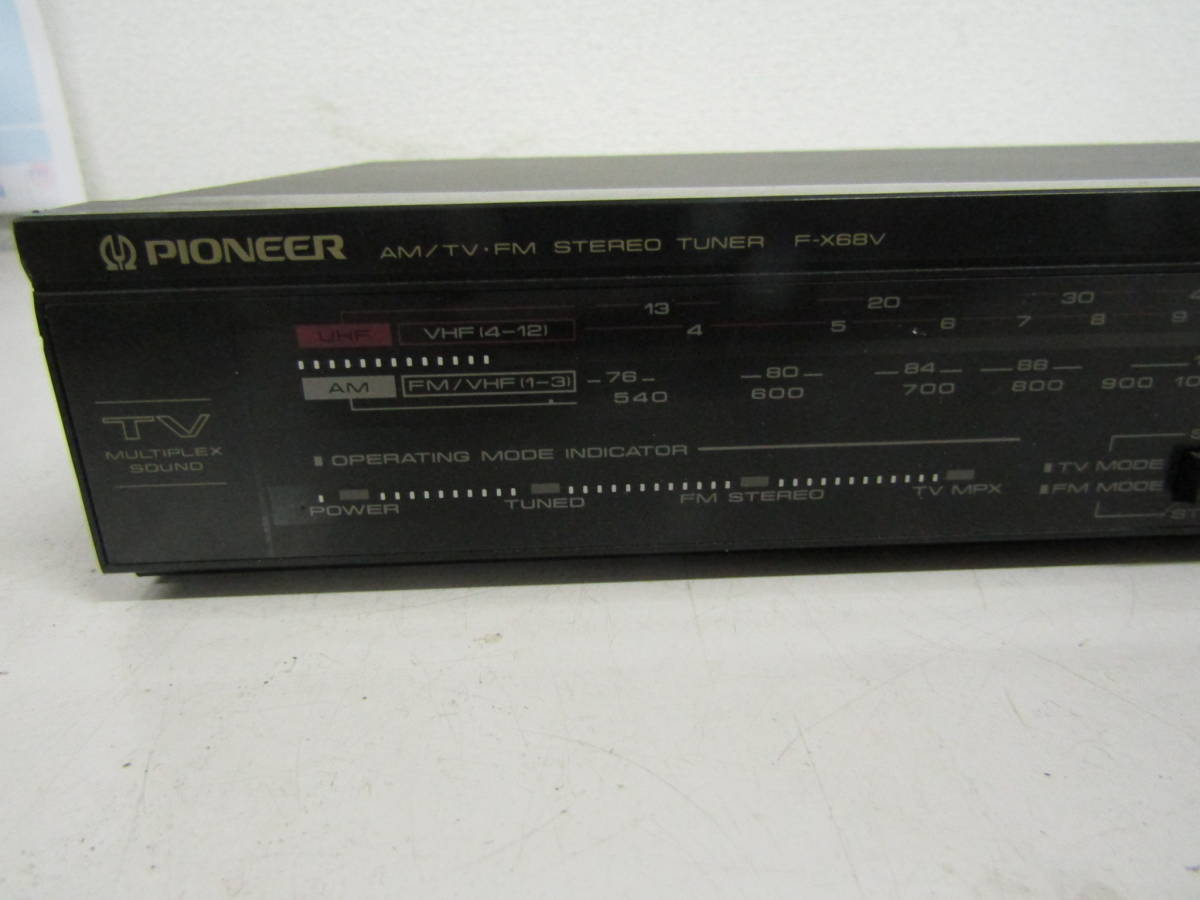 PIONEER AM/TV·FM STEREO TUNER F-X68V
13 20 30
UHF VHF(4-12) 4 5 6 7 8 9
AM FM/VHF(1-3) 76 80 84 88
540 600 700 800 900
TV
MULTIPLEX
SOUND
OPERATING MODE INDICATOR
POWER TUNED FM STEREO TV MPX
TV MODE
FM MODE